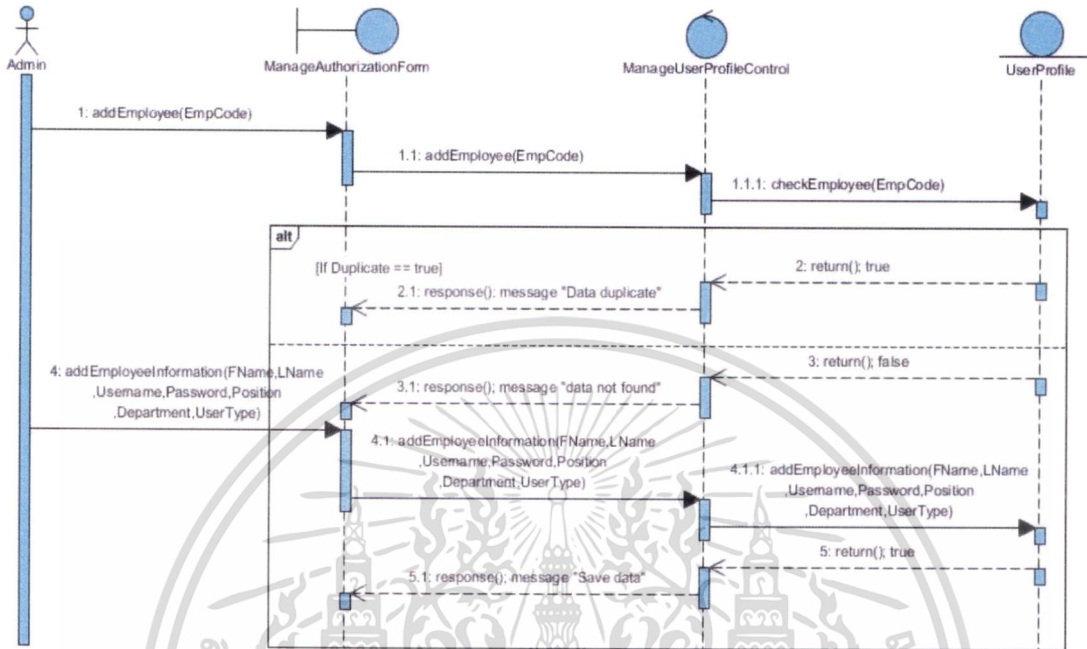 Admin
ManageAuthorizationForm
ManageUserProfileControl
UserProfile
1: addEmployee(EmpCode)
1.1: addEmployee(EmpCode)
1.1.1: checkEmployee(EmpCode)
alt
[If Duplicate == true]
2: return(); true
2.1: response(); message "Data duplicate"
3: return(); false
3.1: response(); message "data not found"
4: addEmployeeInformation(FName,LName
,Username,Password,Position
,Department,UserType)
4.1: addEmployeeInformation(FName,LName
,Username,Password,Position
,Department,UserType)
4.1.1: addEmployeeInformation(FName,LName
,Username,Password,Position
,Department,UserType)
5: return(); true
5.1: response(); message "Save data"